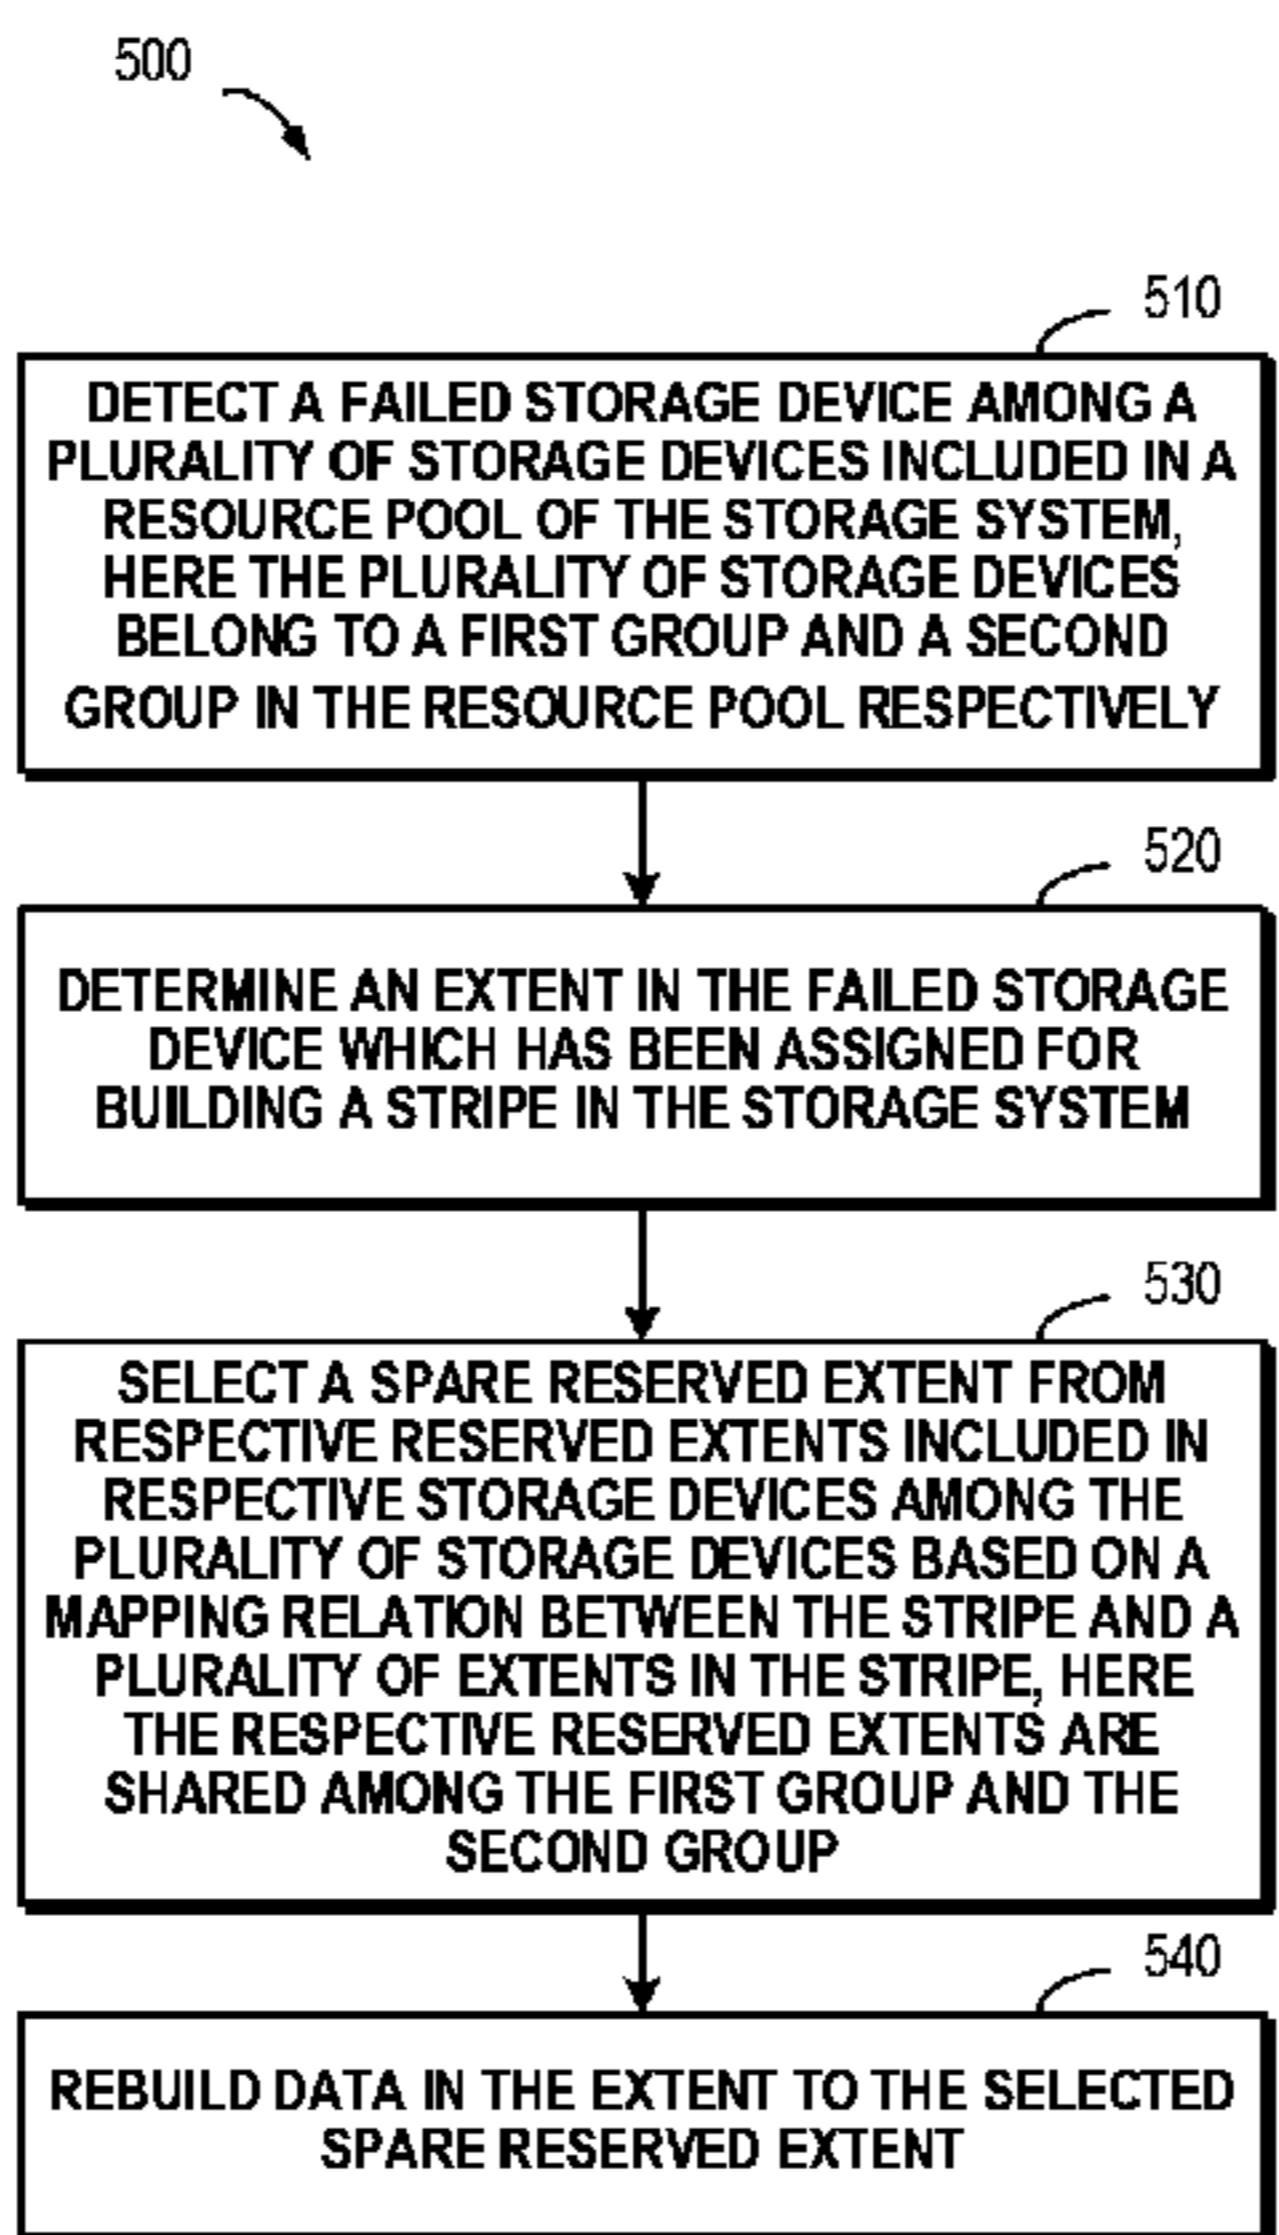 500
510
DETECT A FAILED STORAGE DEVICE AMONG A
PLURALITY OF STORAGE DEVICES INCLUDED IN A
RESOURCE POOL OF THE STORAGE SYSTEM,
HERE THE PLURALITY OF STORAGE DEVICES
BELONG TO A FIRST GROUP AND A SECOND
GROUP IN THE RESOURCE POOL RESPECTIVELY
520
DETERMINE AN EXTENT IN THE FAILED STORAGE
DEVICE WHICH HAS BEEN ASSIGNED FOR
BUILDING A STRIPE IN THE STORAGE SYSTEM
530
SELECT A SPARE RESERVED EXTENT FROM
RESPECTIVE RESERVED EXTENTS INCLUDED IN
RESPECTIVE STORAGE DEVICES AMONG THE
PLURALITY OF STORAGE DEVICES BASED ON A
MAPPING RELATION BETWEEN THE STRIPE AND A
PLURALITY OF EXTENTS IN THE STRIPE, HERE
THE RESPECTIVE RESERVED EXTENTS ARE
SHARED AMONG THE FIRST GROUP AND THE
SECOND GROUP
540
REBUILD DATA IN THE EXTENT TO THE SELECTED
SPARE RESERVED EXTENT